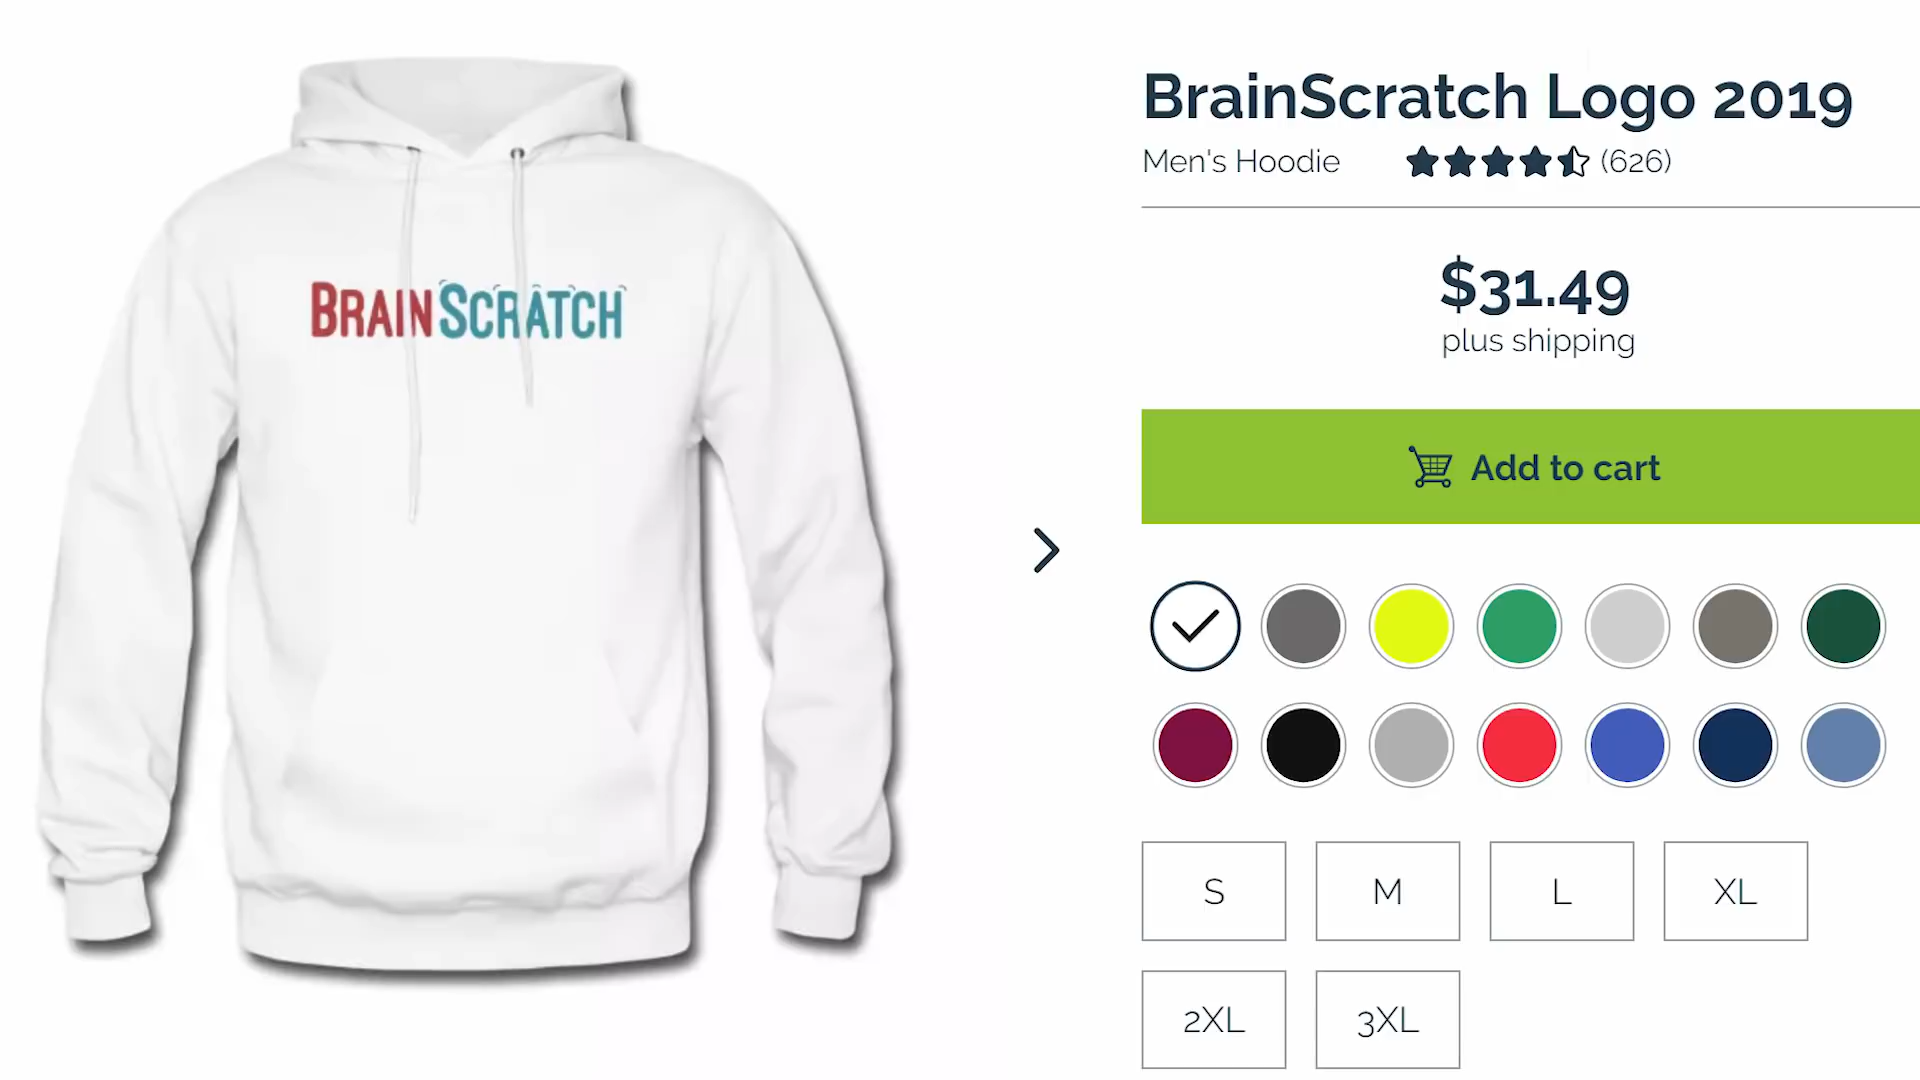 BRAINSCRATCH
BrainScratch Logo 2019
Men's Hoodie (626)
$31.49
plus shipping
Add to cart
S M L XL
2XL 3XL